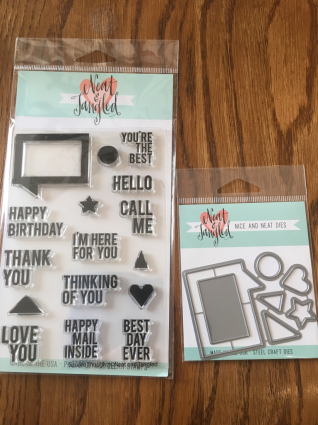 Neat
&
Tangled
YOU'RE
THE
BEST
HELLO
HAPPY
BIRTHDAY
CALL
ME
I'M HERE
FOR YOU
THANK
YOU
THINKING
OF YOU
LOVE
YOU
HAPPY
MAIL
INSIDE
BEST
DAY
EVER
Neat
&
Tangled
NICE AND NEAT DIES
STEEL CRAFT DIES